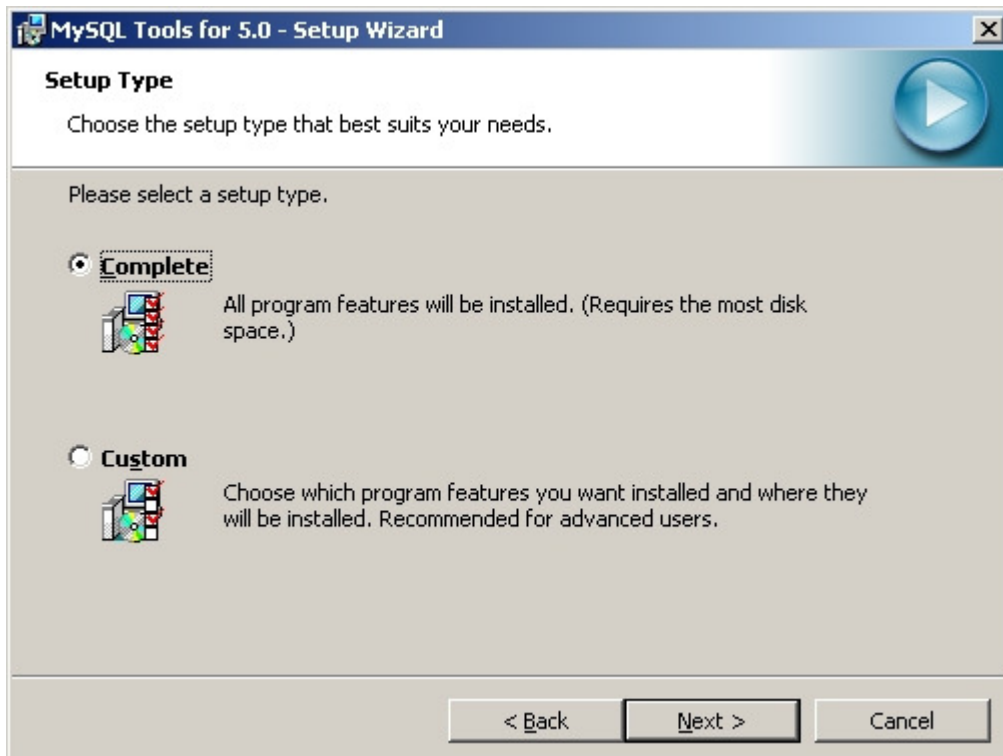 MySQL Tools for 5.0 - Setup Wizard
Setup Type
Choose the setup type that best suits your needs.
Please select a setup type.
Complete
All program features will be installed. (Requires the most disk
space.)
Custom
Choose which program features you want installed and where they
will be installed. Recommended for advanced users.
< Back Next > Cancel